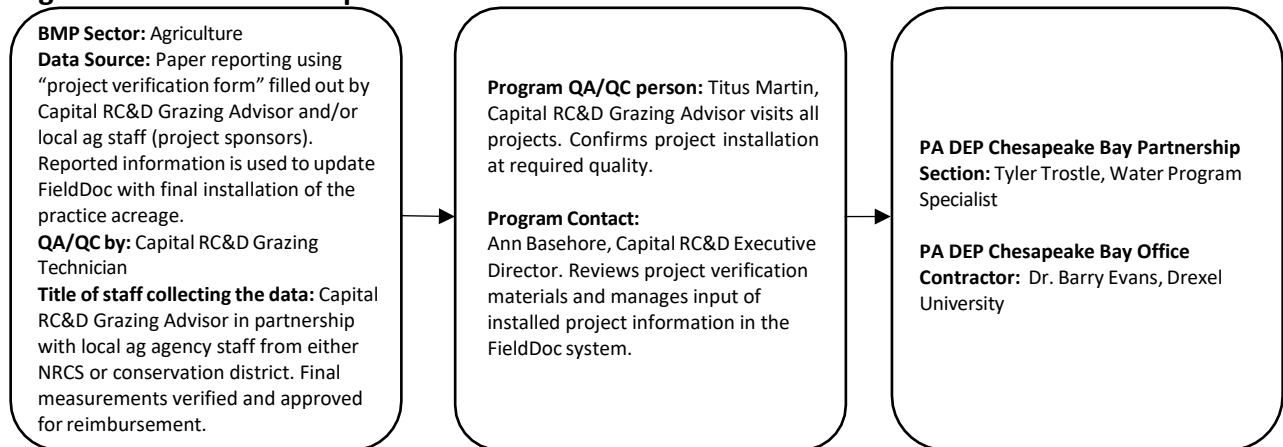 BMP Sector: Agriculture
Data Source: Paper reporting using
“project verification form” filled out by
Capital RC&D Grazing Advisor and/or
local ag staff (project sponsors).
Reported information is used to update
FieldDoc with final installation of the
practice acreage.
QA/QC by: Capital RC&D Grazing
Technician
Title of staff collecting the data: Capital
RC&D Grazing Advisor in partnership
with local ag agency staff from either
NRCS or conservation district. Final
measurements verified and approved
for reimbursement.
Program QA/QC person: Titus Martin,
Capital RC&D Grazing Advisor visits all
projects. Confirms project installation
at required quality.
Program Contact:
Ann Basehore, Capital RC&D Executive
Director. Reviews project verification
materials and manages input of
installed project information in the
FieldDoc system.
PA DEP Chesapeake Bay Partnership
Section: Tyler Trostle, Water Program
Specialist
PA DEP Chesapeake Bay Office
Contractor: Dr. Barry Evans, Drexel
University